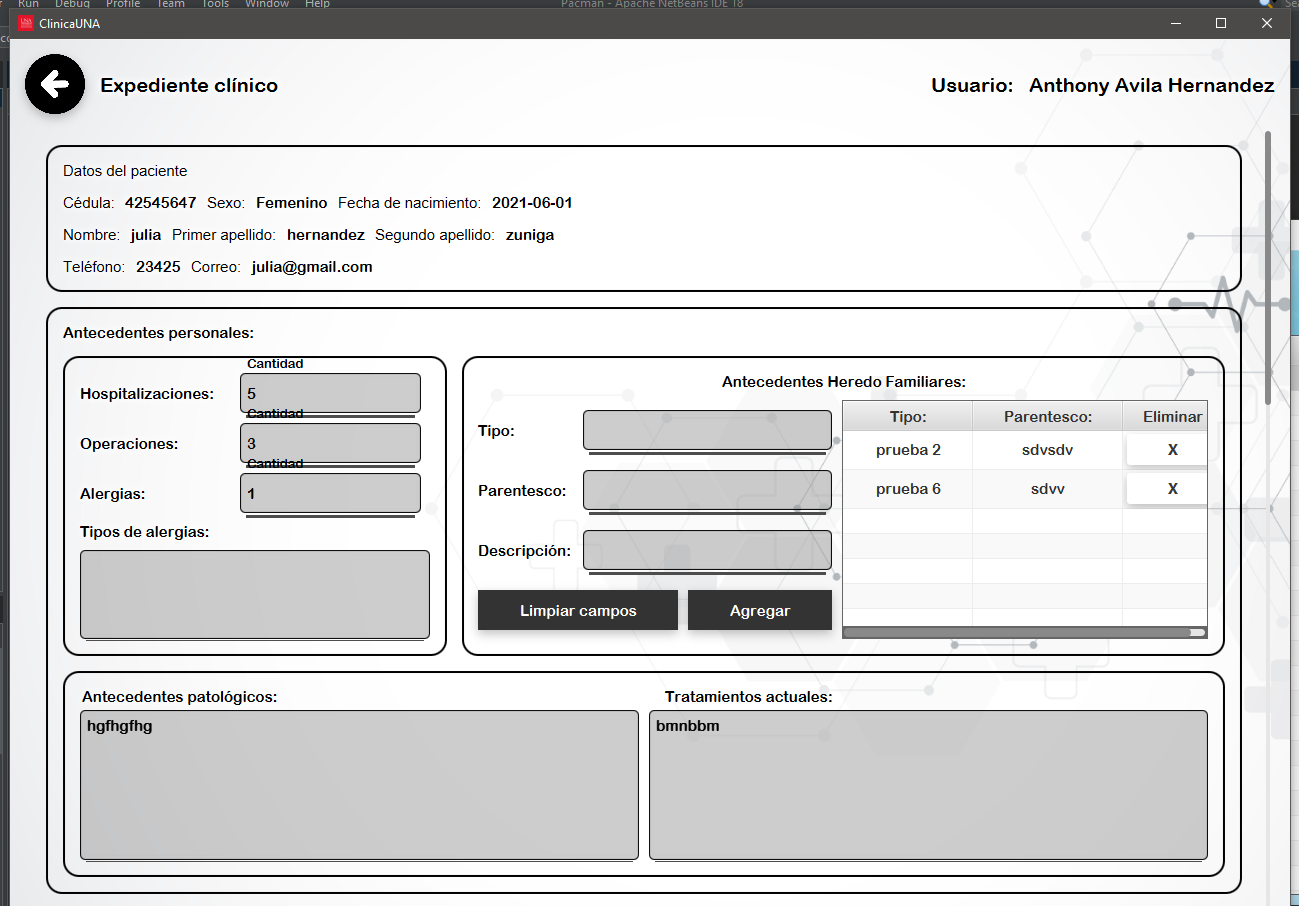 Run Debug Profile Team Tools Window Help Pacman - Apache NetBeans IDE 18
ClinicaUNA
Expediente clínico
Usuario: Anthony Avila Hernandez
Datos del paciente
Cédula: 42545647 Sexo: Femenino Fecha de nacimiento: 2021-06-01
Nombre: julia Primer apellido: hernandez Segundo apellido: zuniga
Teléfono: 23425 Correo: julia@gmail.com
Antecedentes personales:
Cantidad
Hospitalizaciones: 5
Cantidad
Operaciones: 3
Cantidad
Alergias: 1
Tipos de alergias:
Antecedentes Heredo Familiares:
Tipo:
Parentesco:
Descripción:
Limpiar campos Agregar
Tipo: Parentesco: Eliminar
prueba 2 sdvsdv X
prueba 6 sdvv X
Antecedentes patológicos:
hgfhgfhg
Tratamientos actuales:
bmnbbm